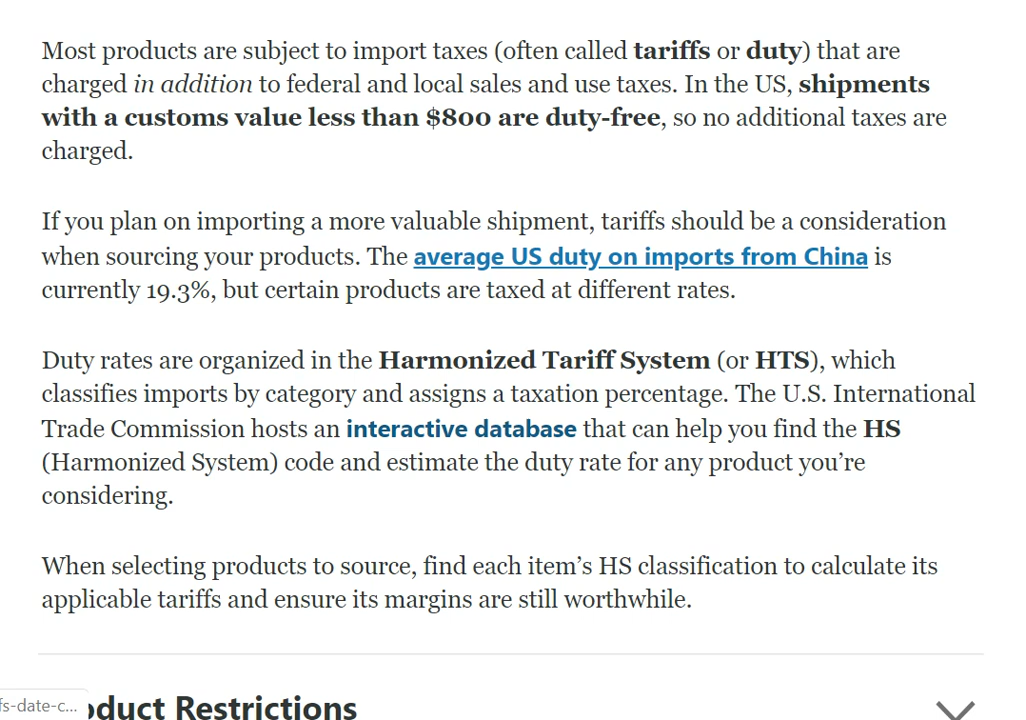 Most products are subject to import taxes (often called tariffs or duty) that are
charged in addition to federal and local sales and use taxes. In the US, shipments
with a customs value less than $800 are duty-free, so no additional taxes are
charged.
If you plan on importing a more valuable shipment, tariffs should be a consideration
when sourcing your products. The average US duty on imports from China is
currently 19.3%, but certain products are taxed at different rates.
Duty rates are organized in the Harmonized Tariff System (or HTS), which
classifies imports by category and assigns a taxation percentage. The U.S. International
Trade Commission hosts an interactive database that can help you find the HS
(Harmonized System) code and estimate the duty rate for any product you’re
considering.
When selecting products to source, find each item’s HS classification to calculate its
applicable tariffs and ensure its margins are still worthwhile.
fs-date-c... oduct Restrictions